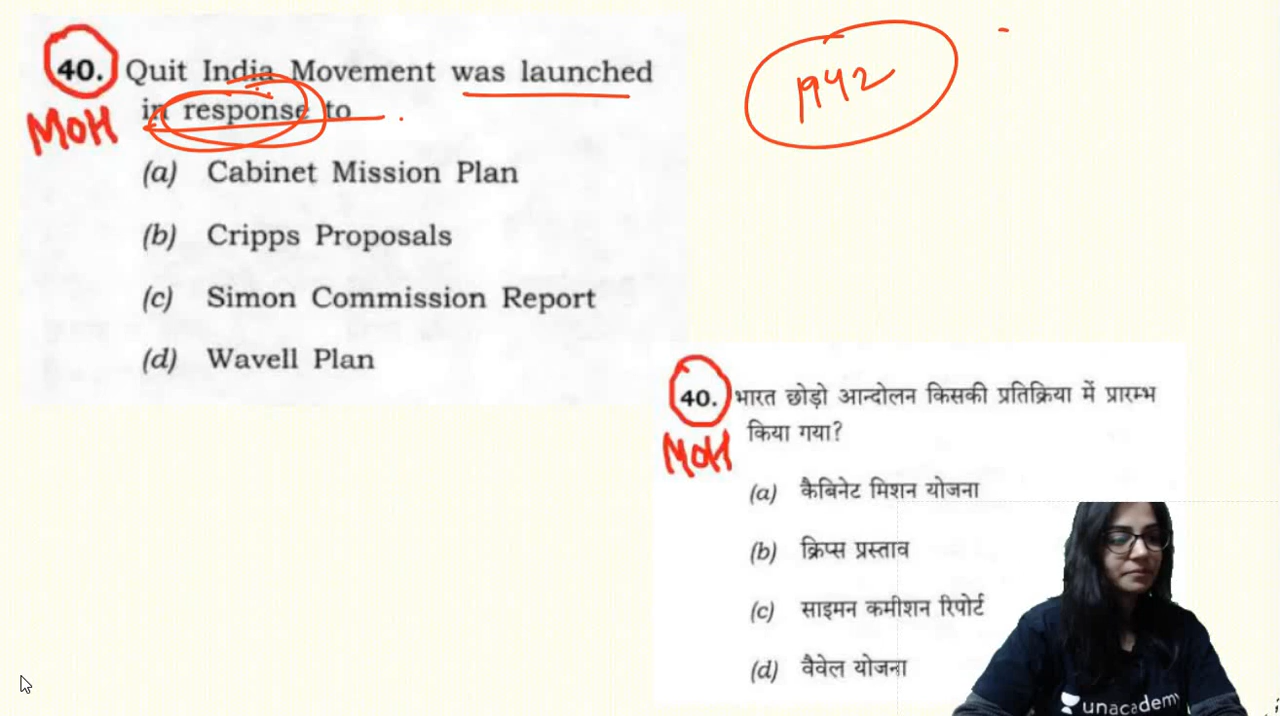 40. Quit India Movement was launched
in response to
MOH
(a) Cabinet Mission Plan
(b) Cripps Proposals
(c) Simon Commission Report
(d) Wavell Plan
1942
40. भारत छोड़ो आन्दोलन किसकी प्रतिक्रिया में प्रारम्भ
किया गया?
MOH
(a) कैबिनेट मिशन योजना
(b) क्रिप्स प्रस्ताव
(c) साइमन कमीशन रिपोर्ट
(d) वैवेल योजना
unacademy